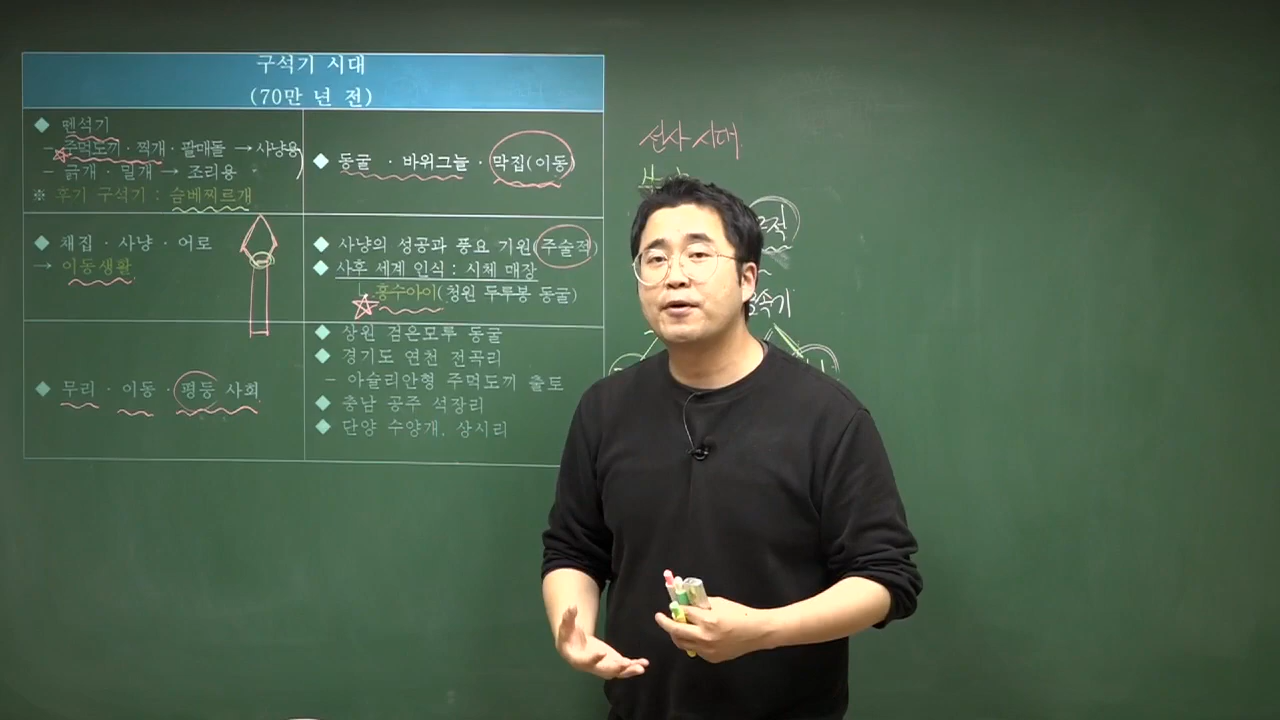 구석기 시대
(70만 년 전)
◆ 뗀석기
- 주먹도끼 · 찍개 · 팔매돌 → 사냥용
- 긁개 · 밀개 → 조리용
※ 후기 구석기 : 슴베찌르개
◆ 동굴 · 바위그늘 · 막집(이동)
◆ 채집 · 사냥 · 어로
→ 이동생활
◆ 사냥의 성공과 풍요 기원(주술적)
◆ 사후 세계 인식 : 시체 매장
└ 흥수아이(청원 두루봉 동굴)
◆ 무리 · 이동 · 평등 사회
◆ 상원 검은모루 동굴
◆ 경기도 연천 전곡리
- 아슐리안형 주먹도끼 출토
◆ 충남 공주 석장리
◆ 단양 수양개, 상시리
선사 시대